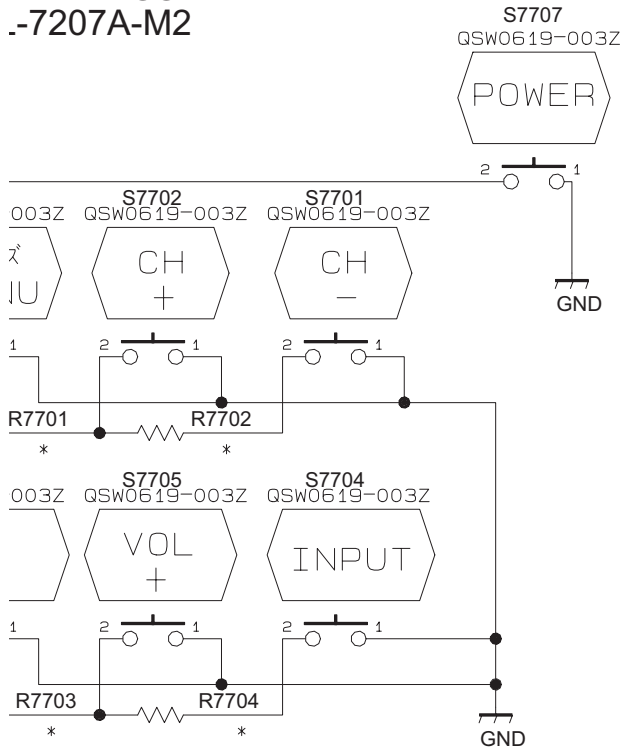 -7207A-M2
S7707
QSW0619-003Z
POWER
2 1
GND
003Z
S7702
QSW0619-003Z
S7701
QSW0619-003Z
ズ
NU
CH
+
CH
-
1
2 1
2 1
R7701
R7702
*
*
003Z
S7705
QSW0619-003Z
S7704
QSW0619-003Z
VOL
+
INPUT
1
2 1
2 1
R7703
R7704
*
*
GND